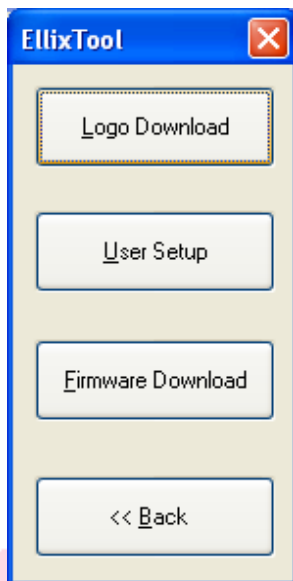 EllixTool
Logo Download
User Setup
Firmware Download
<< Back